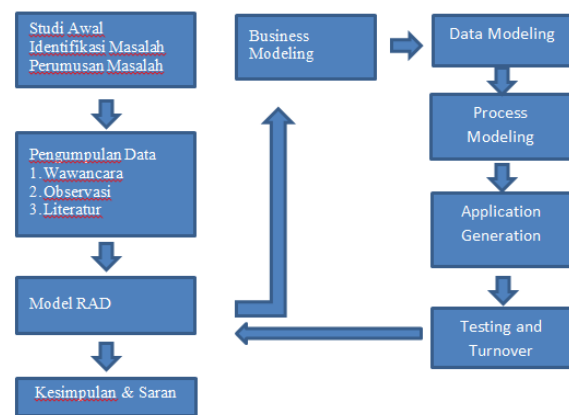 Studi Awal
Identifikasi Masalah
Perumusan Masalah
Pengumpulan Data
1. Wawancara
2. Observasi
3. Literatur
Model RAD
Kesimpulan & Saran
Business
Modeling
Data Modeling
Process
Modeling
Application
Generation
Testing and
Turnover